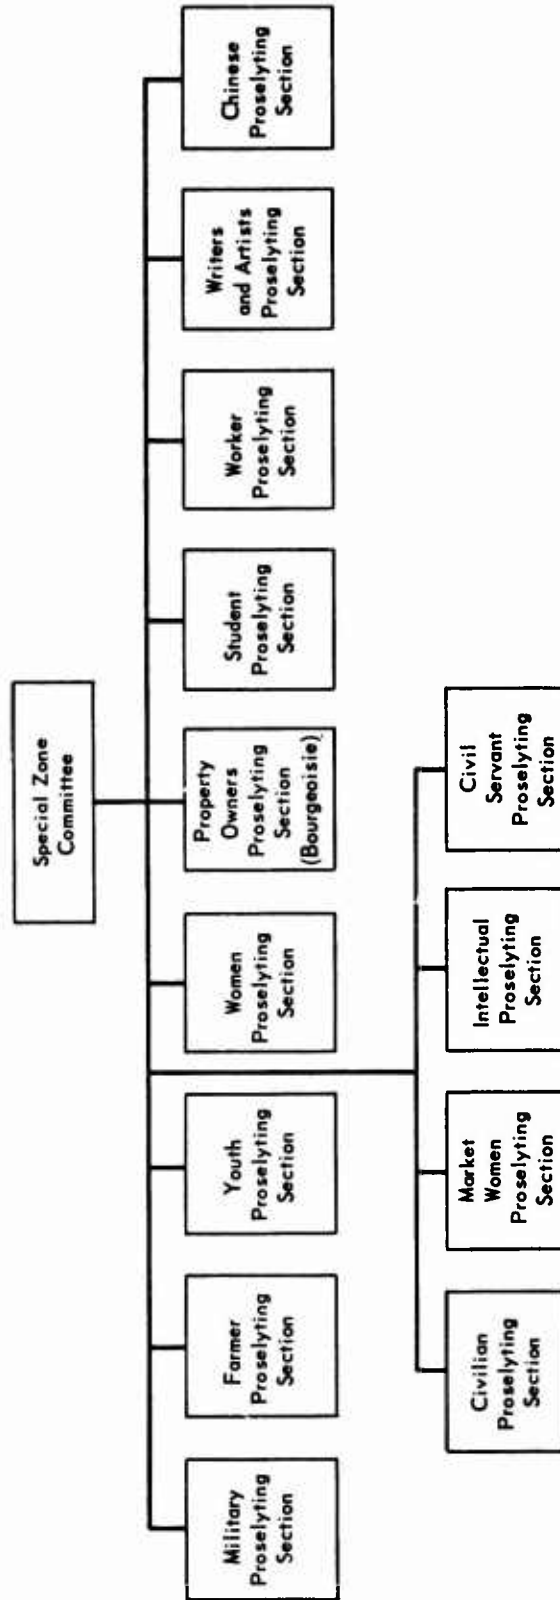 Special Zone
Committee
Military
Proselyting
Section
Farmer
Proselyting
Section
Youth
Proselyting
Section
Women
Proselyting
Section
Property
Owners
Proselyting
Section
(Bourgeoisie)
Student
Proselyting
Section
Worker
Proselyting
Section
Writers
and Artists
Proselyting
Section
Chinese
Proselyting
Section
Civilian
Proselyting
Section
Market
Women
Proselyting
Section
Intellectual
Proselyting
Section
Civil
Servant
Proselyting
Section